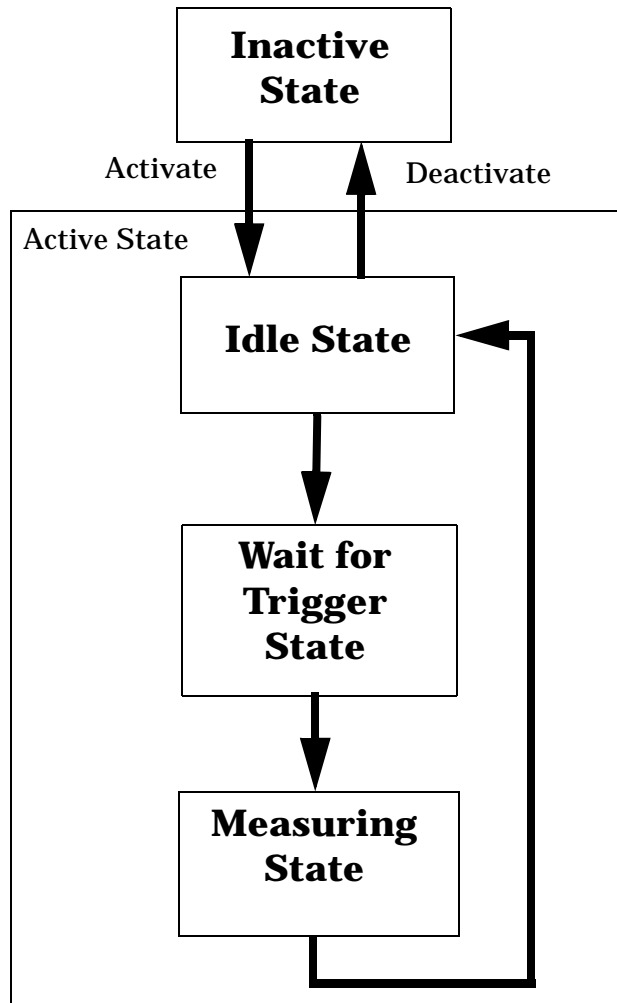 Inactive
State
Activate
Deactivate
Active State
Idle State
Wait for
Trigger
State
Measuring
State